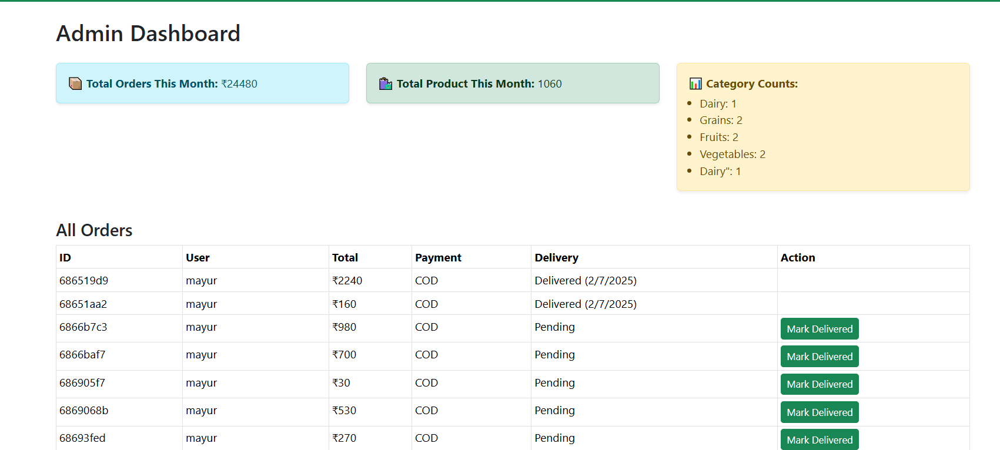 Admin Dashboard
Total Orders This Month: ₹24480
Total Product This Month: 1060
Category Counts:
Dairy: 1
Grains: 2
Fruits: 2
Vegetables: 2
Dairy": 1
All Orders
ID User Total Payment Delivery Action
686519d9 mayur ₹2240 COD Delivered (2/7/2025)
68651aa2 mayur ₹160 COD Delivered (2/7/2025)
6866b7c3 mayur ₹980 COD Pending Mark Delivered
6866baf7 mayur ₹700 COD Pending Mark Delivered
686905f7 mayur ₹30 COD Pending Mark Delivered
6869068b mayur ₹530 COD Pending Mark Delivered
68693fed mayur ₹270 COD Pending Mark Delivered